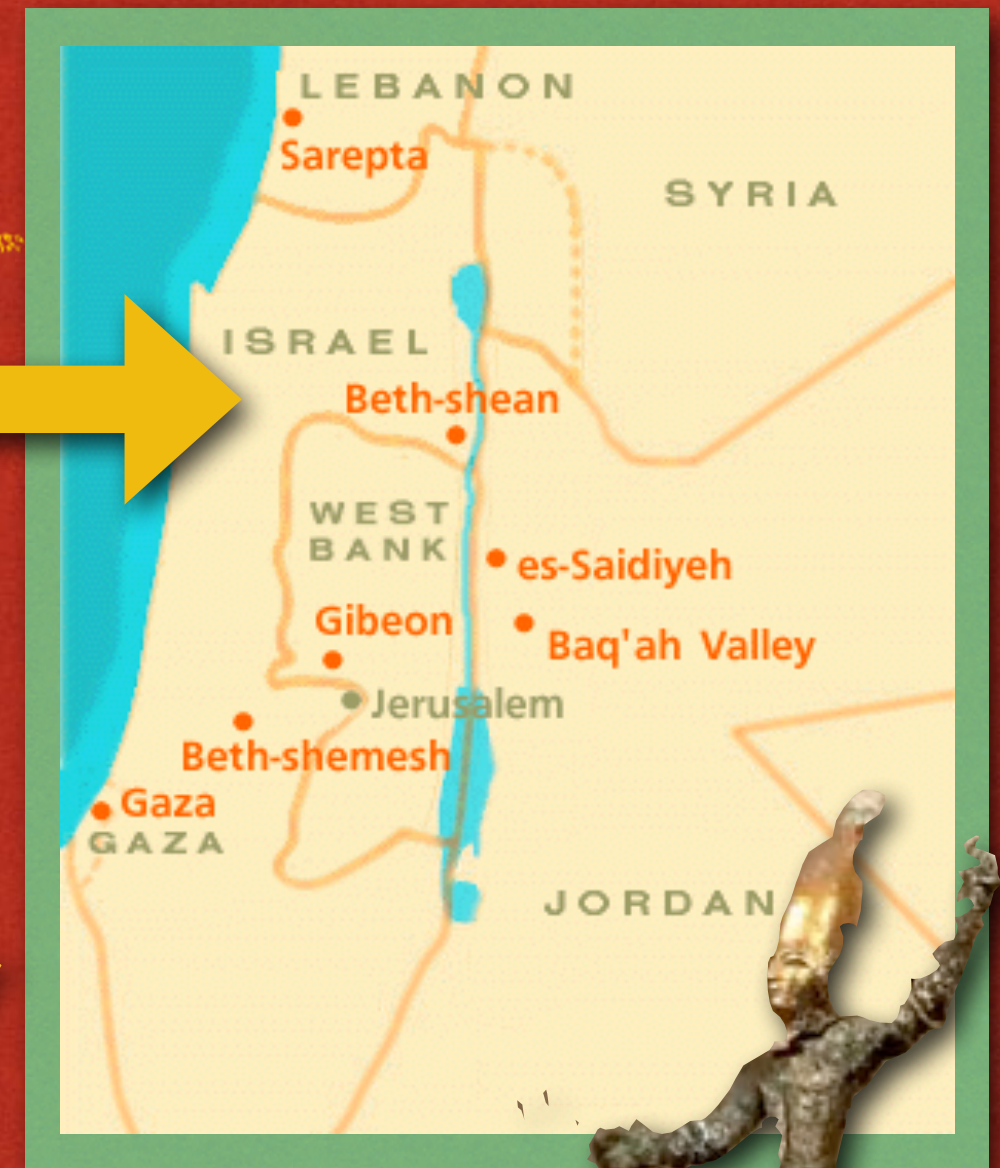 LEBANON
Sarepta
SYRIA
ISRAEL
Beth-shean
WEST
BANK
es-Saidiyeh
Gibeon
Baq'ah Valley
Jerusalem
Beth-shemesh
Gaza
GAZA
JORDAN